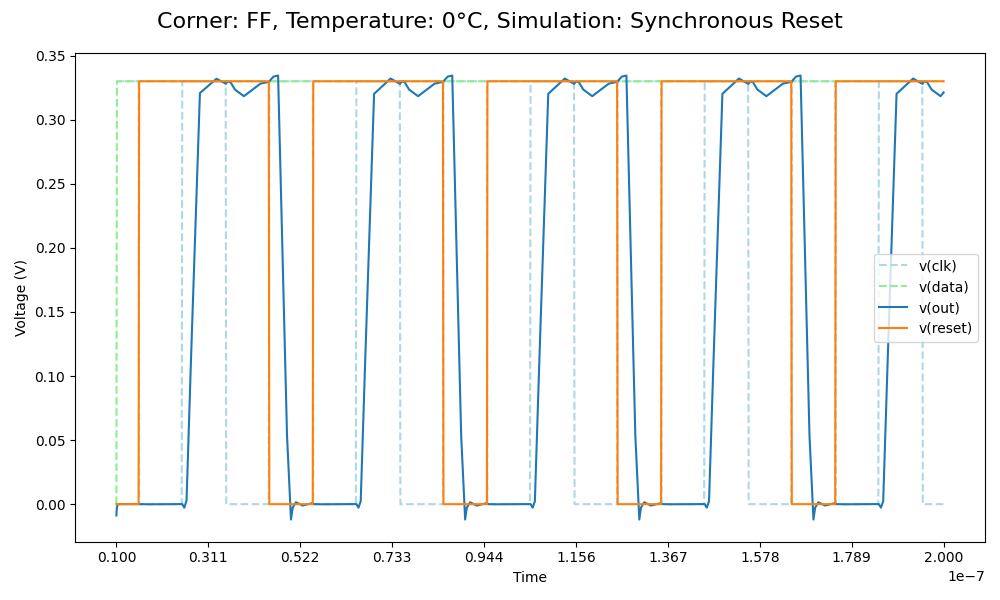 Corner: FF, Temperature: 0°C, Simulation: Synchronous Reset
Voltage (V)
0.35
0.30
0.25
0.20
0.15
0.10
0.05
0.00
v(clk)
v(data)
v(out)
v(reset)
0.100 0.311 0.522 0.733 0.944 1.156 1.367 1.578 1.789 2.000
1e−7
Time